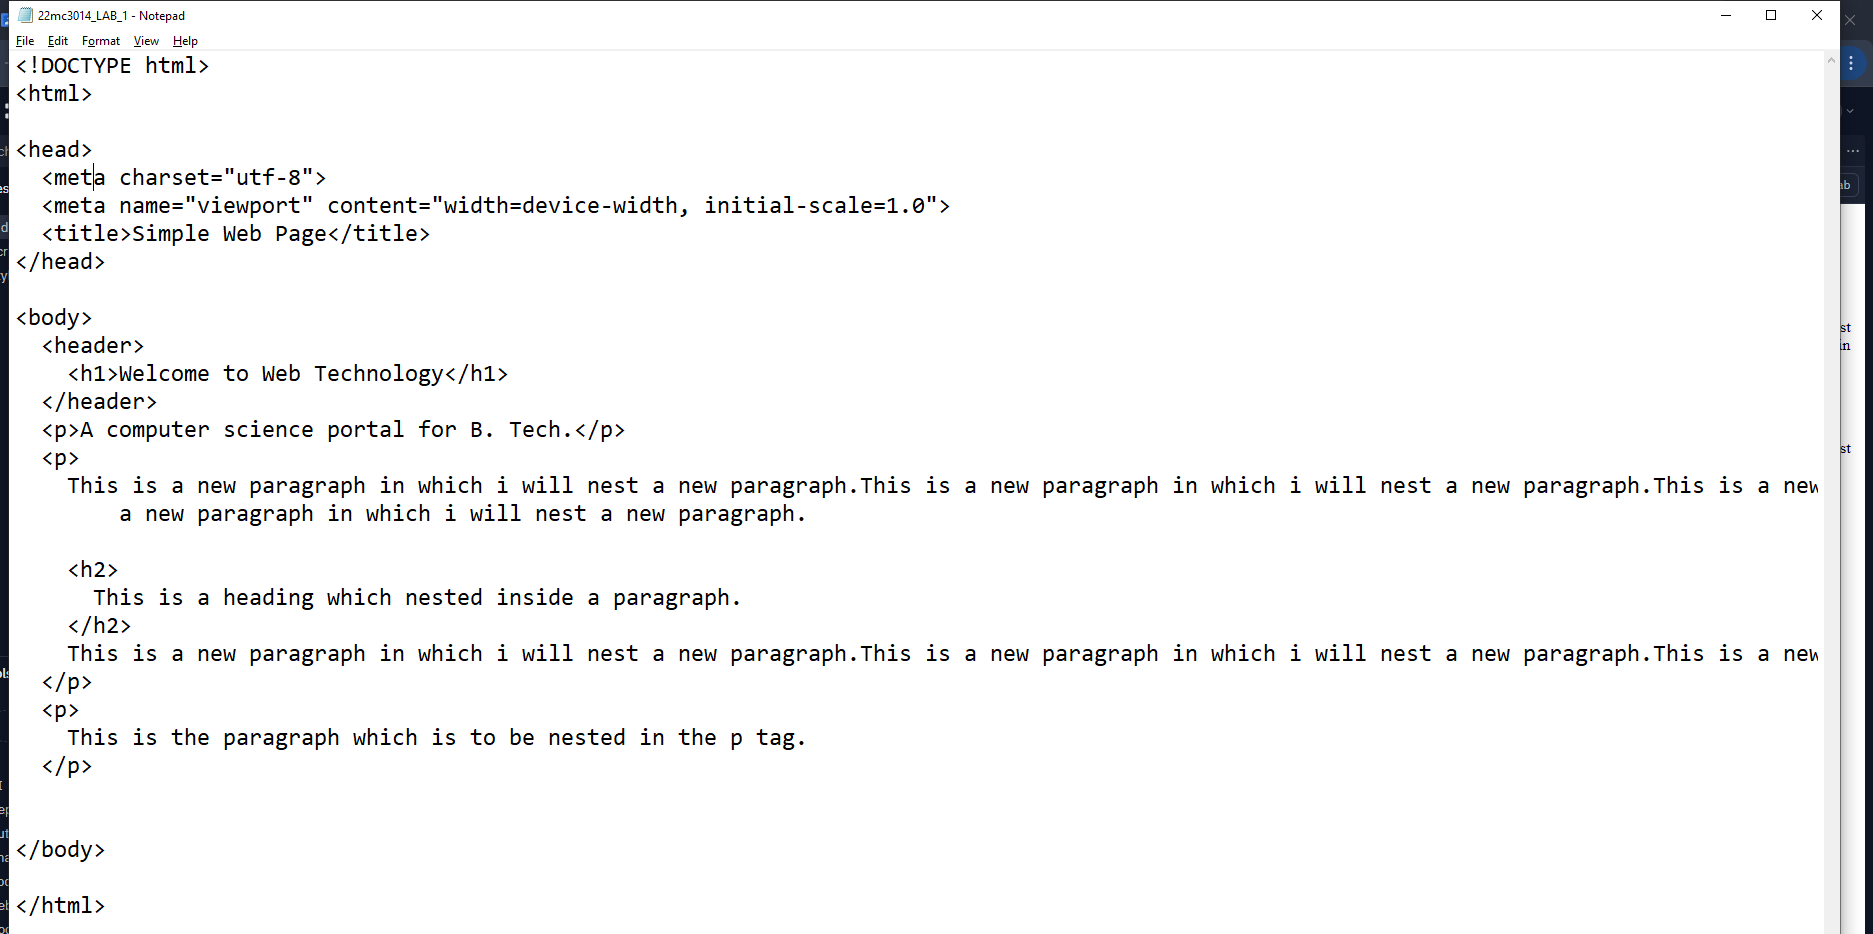 22mc3014_LAB_1 - Notepad
File Edit Format View Help
<!DOCTYPE html>
<html>
<head>
<meta charset="utf-8">
<meta name="viewport" content="width=device-width, initial-scale=1.0">
<title>Simple Web Page</title>
</head>
<body>
<header>
<h1>Welcome to Web Technology</h1>
</header>
<p>A computer science portal for B. Tech.</p>
<p>
This is a new paragraph in which i will nest a new paragraph.This is a new paragraph in which i will nest a new paragraph.This is a new
a new paragraph in which i will nest a new paragraph.
<h2>
This is a heading which nested inside a paragraph.
</h2>
This is a new paragraph in which i will nest a new paragraph.This is a new paragraph in which i will nest a new paragraph.This is a new
</p>
<p>
This is the paragraph which is to be nested in the p tag.
</p>
</body>
</html>